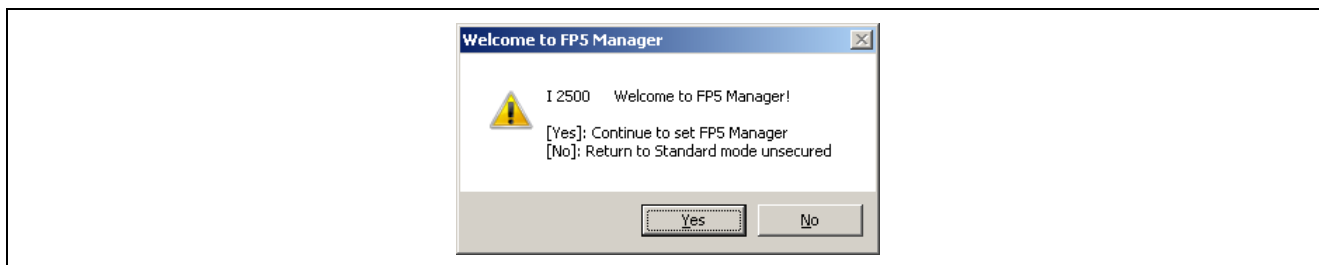 Welcome to FP5 Manager
I 2500 Welcome to FP5 Manager!
[Yes]: Continue to set FP5 Manager
[No]: Return to Standard mode unsecured
Yes No